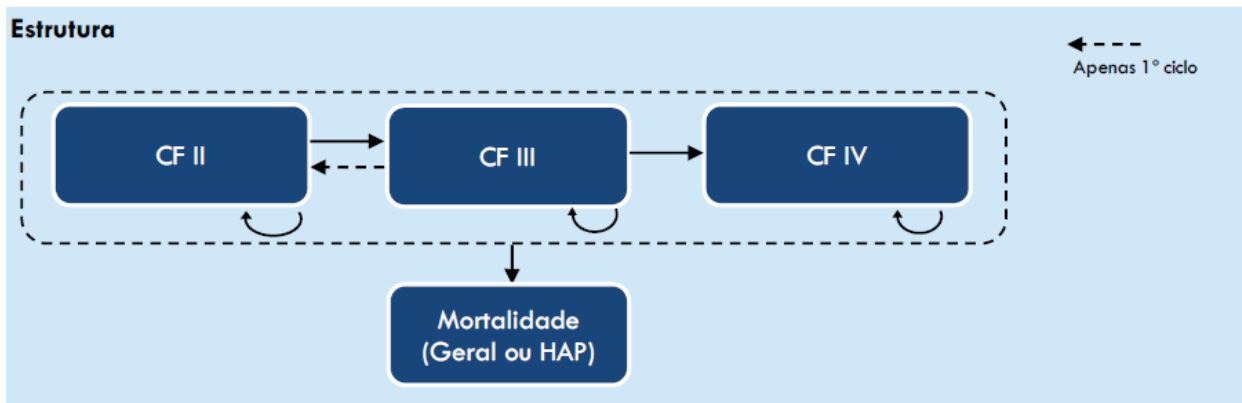 Estrutura
Apenas 1º ciclo
CF II
CF III
CF IV
Mortalidade
(Geral ou HAP)